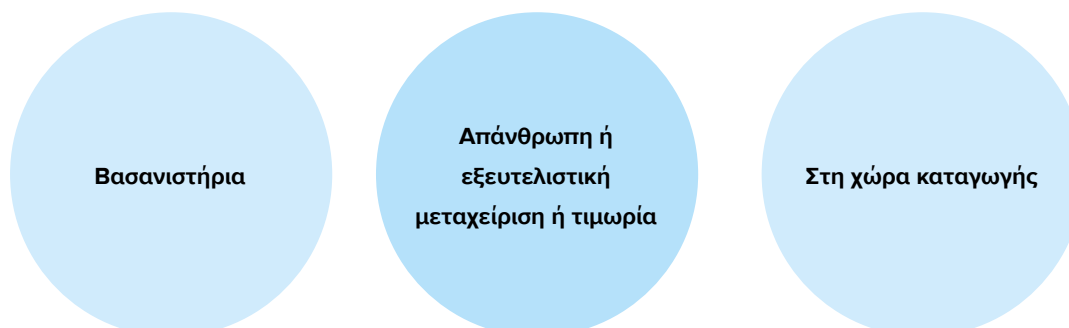 Βασανιστήρια
Απάνθρωπη ή
εξευτελιστική
μεταχείριση ή τιμωρία
Στη χώρα καταγωγής